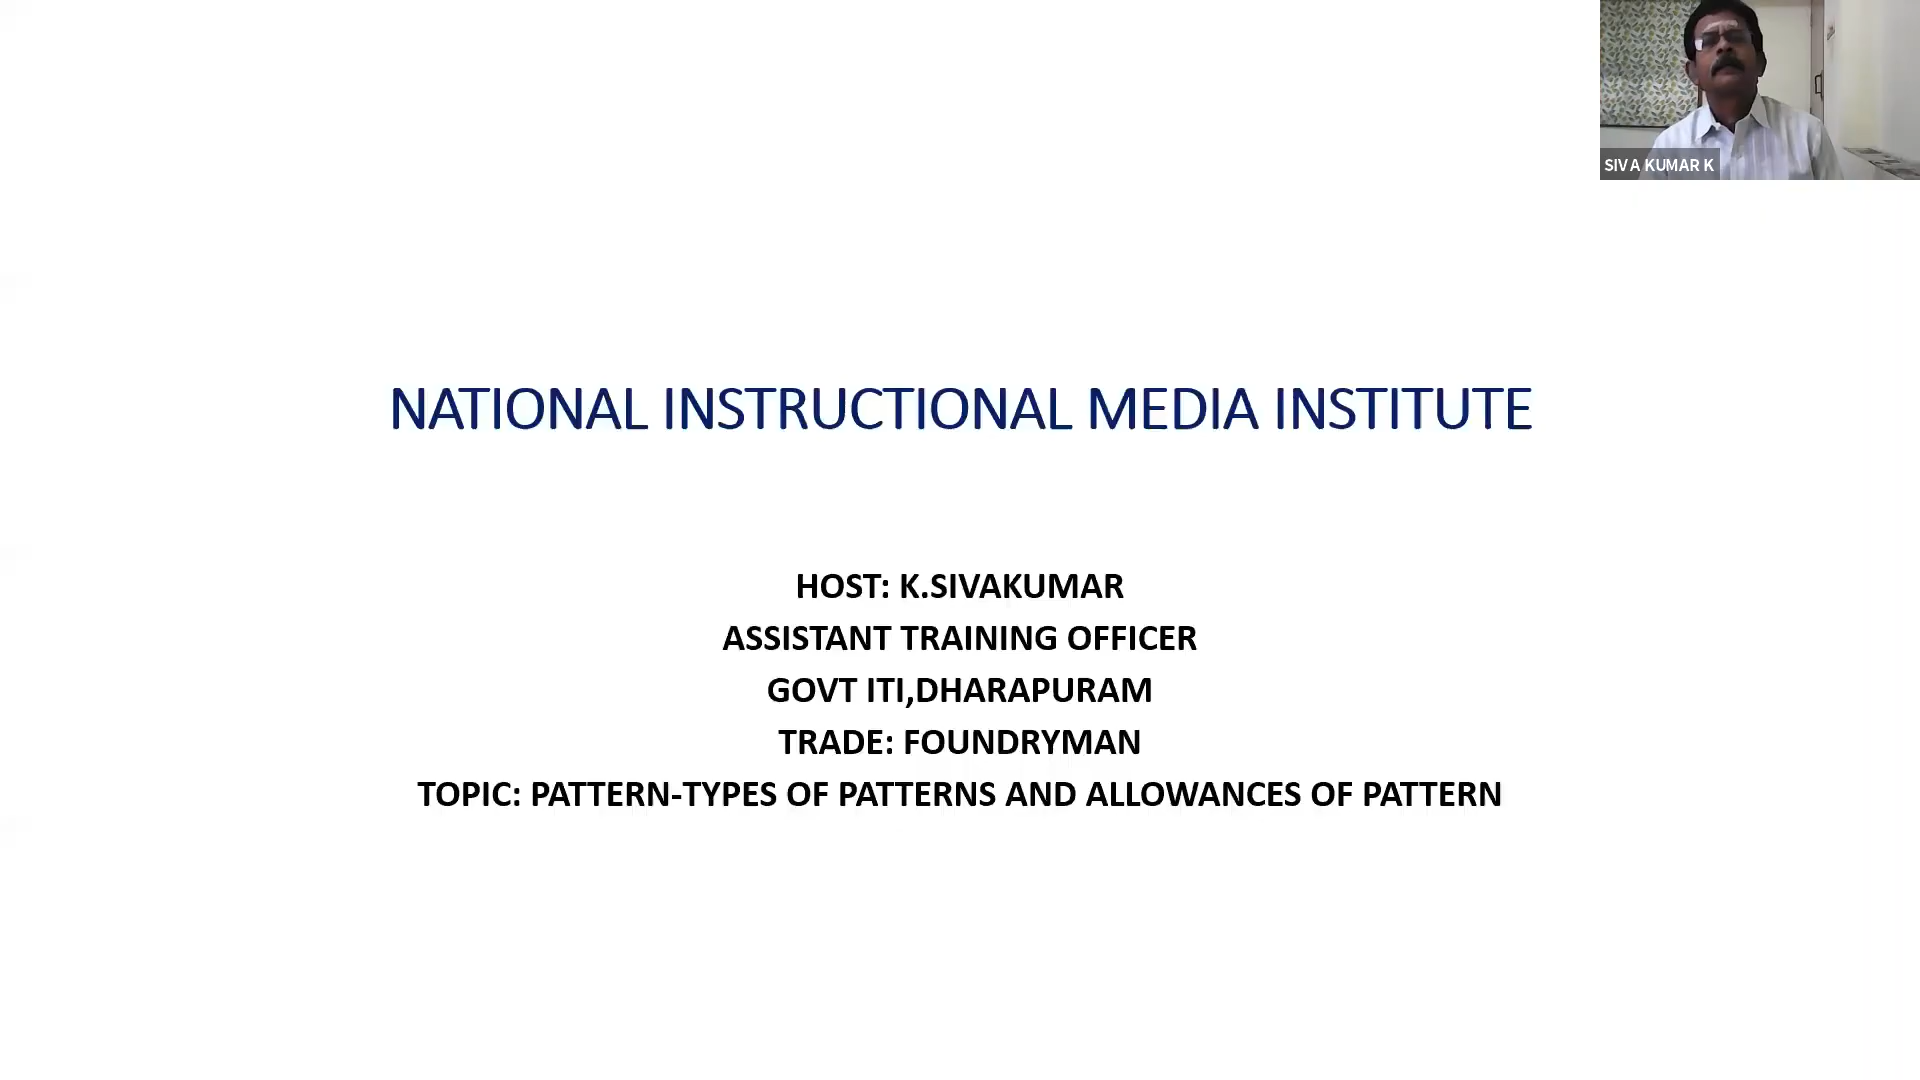 SIVA KUMAR K
NATIONAL INSTRUCTIONAL MEDIA INSTITUTE
HOST: K.SIVAKUMAR
ASSISTANT TRAINING OFFICER
GOVT ITI,DHARAPURAM
TRADE: FOUNDRYMAN
TOPIC: PATTERN-TYPES OF PATTERNS AND ALLOWANCES OF PATTERN